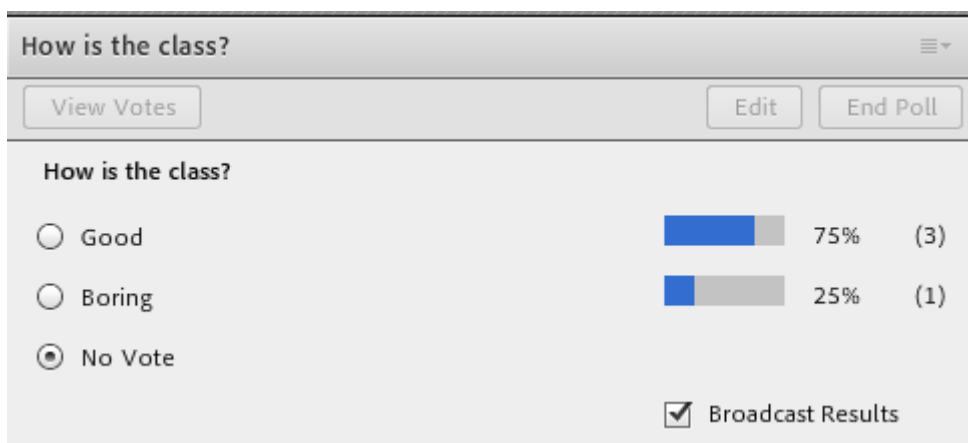 How is the class?
View Votes Edit End Poll
How is the class?
Good 75% (3)
Boring 25% (1)
No Vote
Broadcast Results